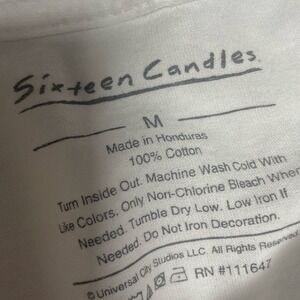 Sixteen Candles
M
Made in Honduras
100% Cotton
Turn Inside Out. Machine Wash Cold With
Like Colors. Only Non-Chlorine Bleach When
Needed. Tumble Dry Low. Low Iron If
Needed. Do Not Iron Decoration.
© Universal City Studios LLC. All Rights Reserved.
RN #111647